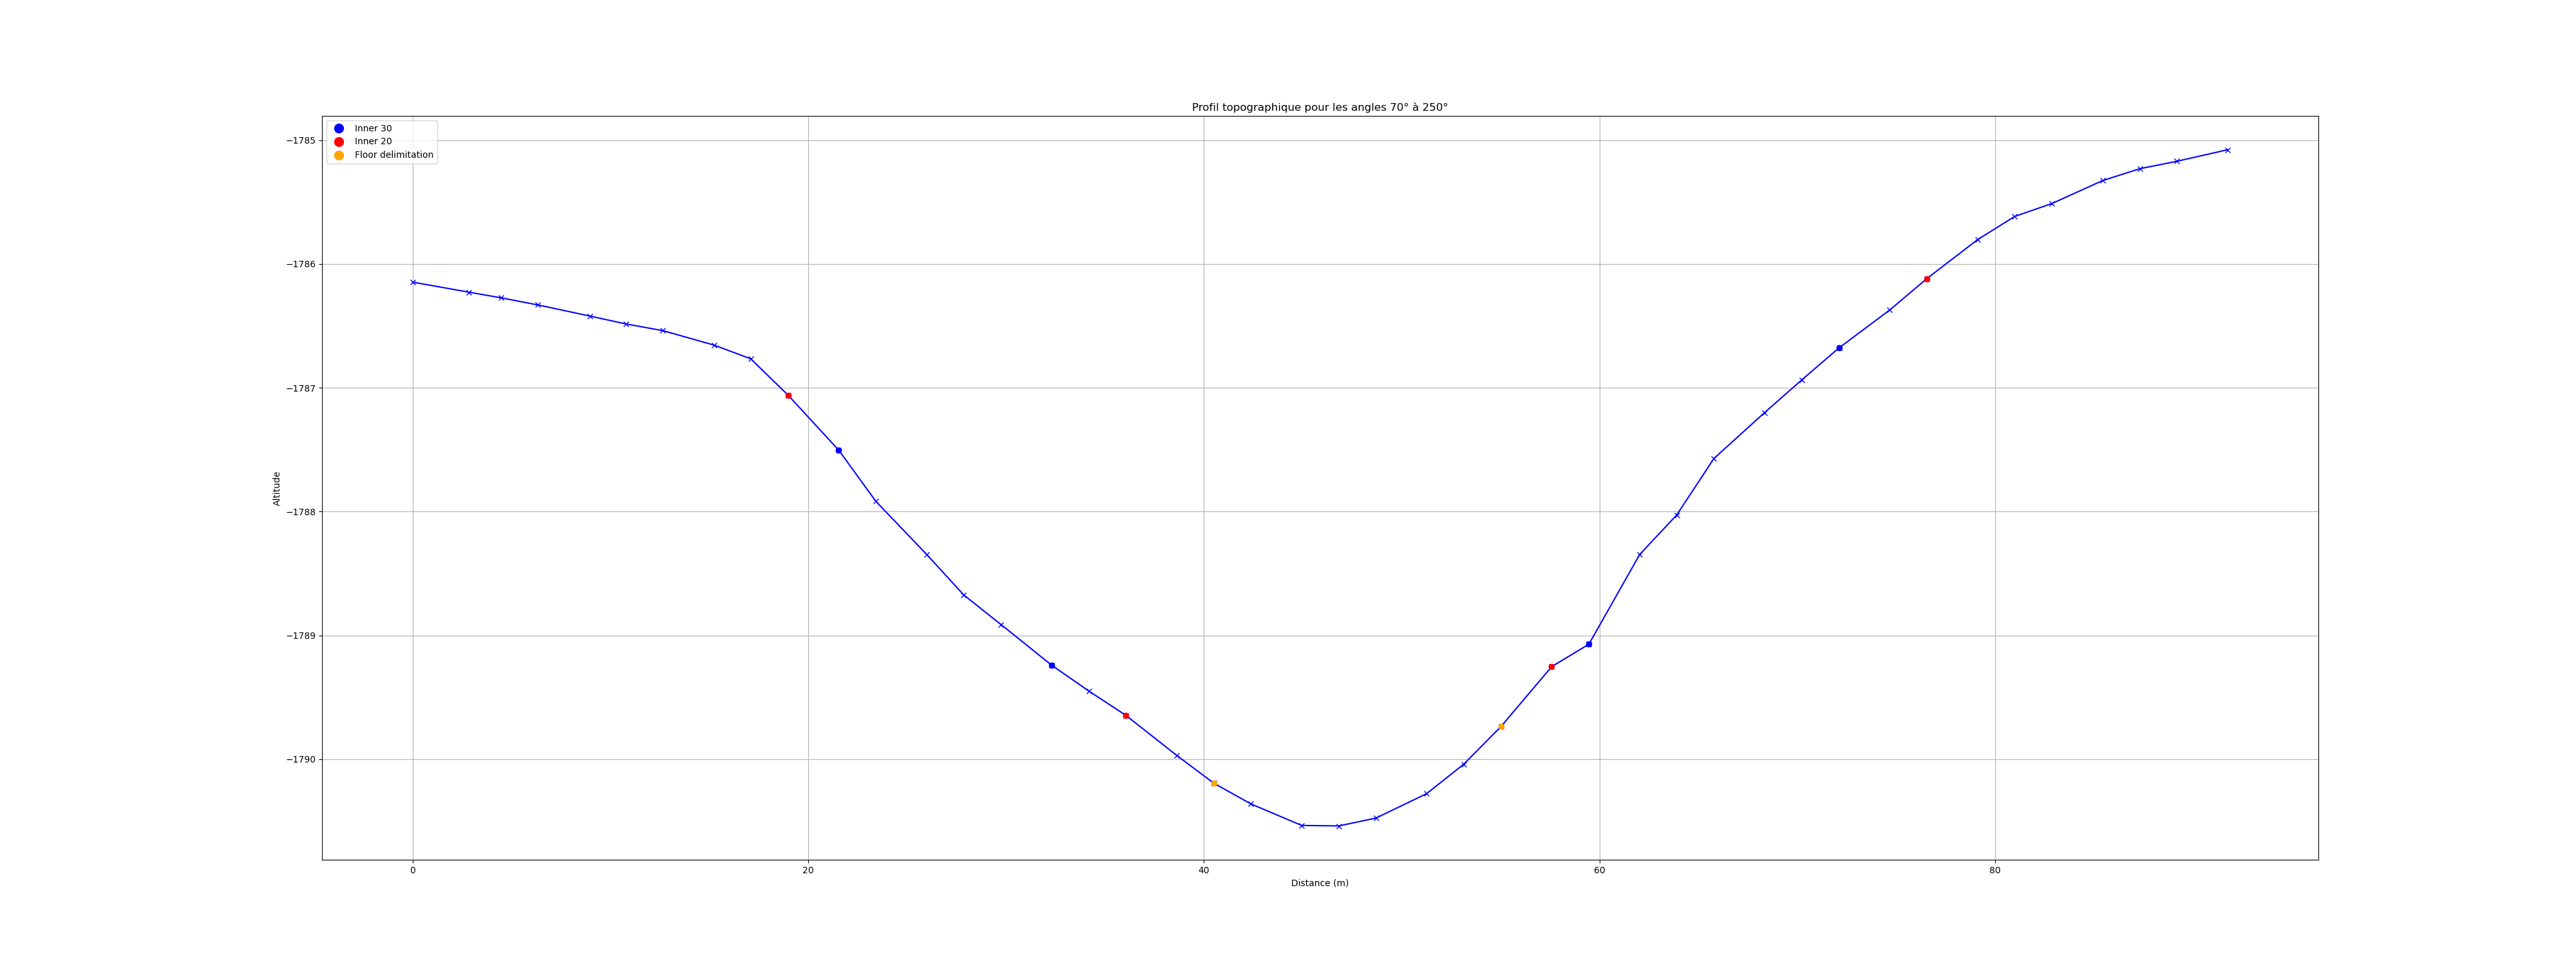 Profil topographique pour les angles 70° à 250°
Inner 30
Inner 20
Floor delimitation
−1785
−1786
−1787
−1788
−1789
−1790
Altitude
0 20 40 60 80
Distance (m)